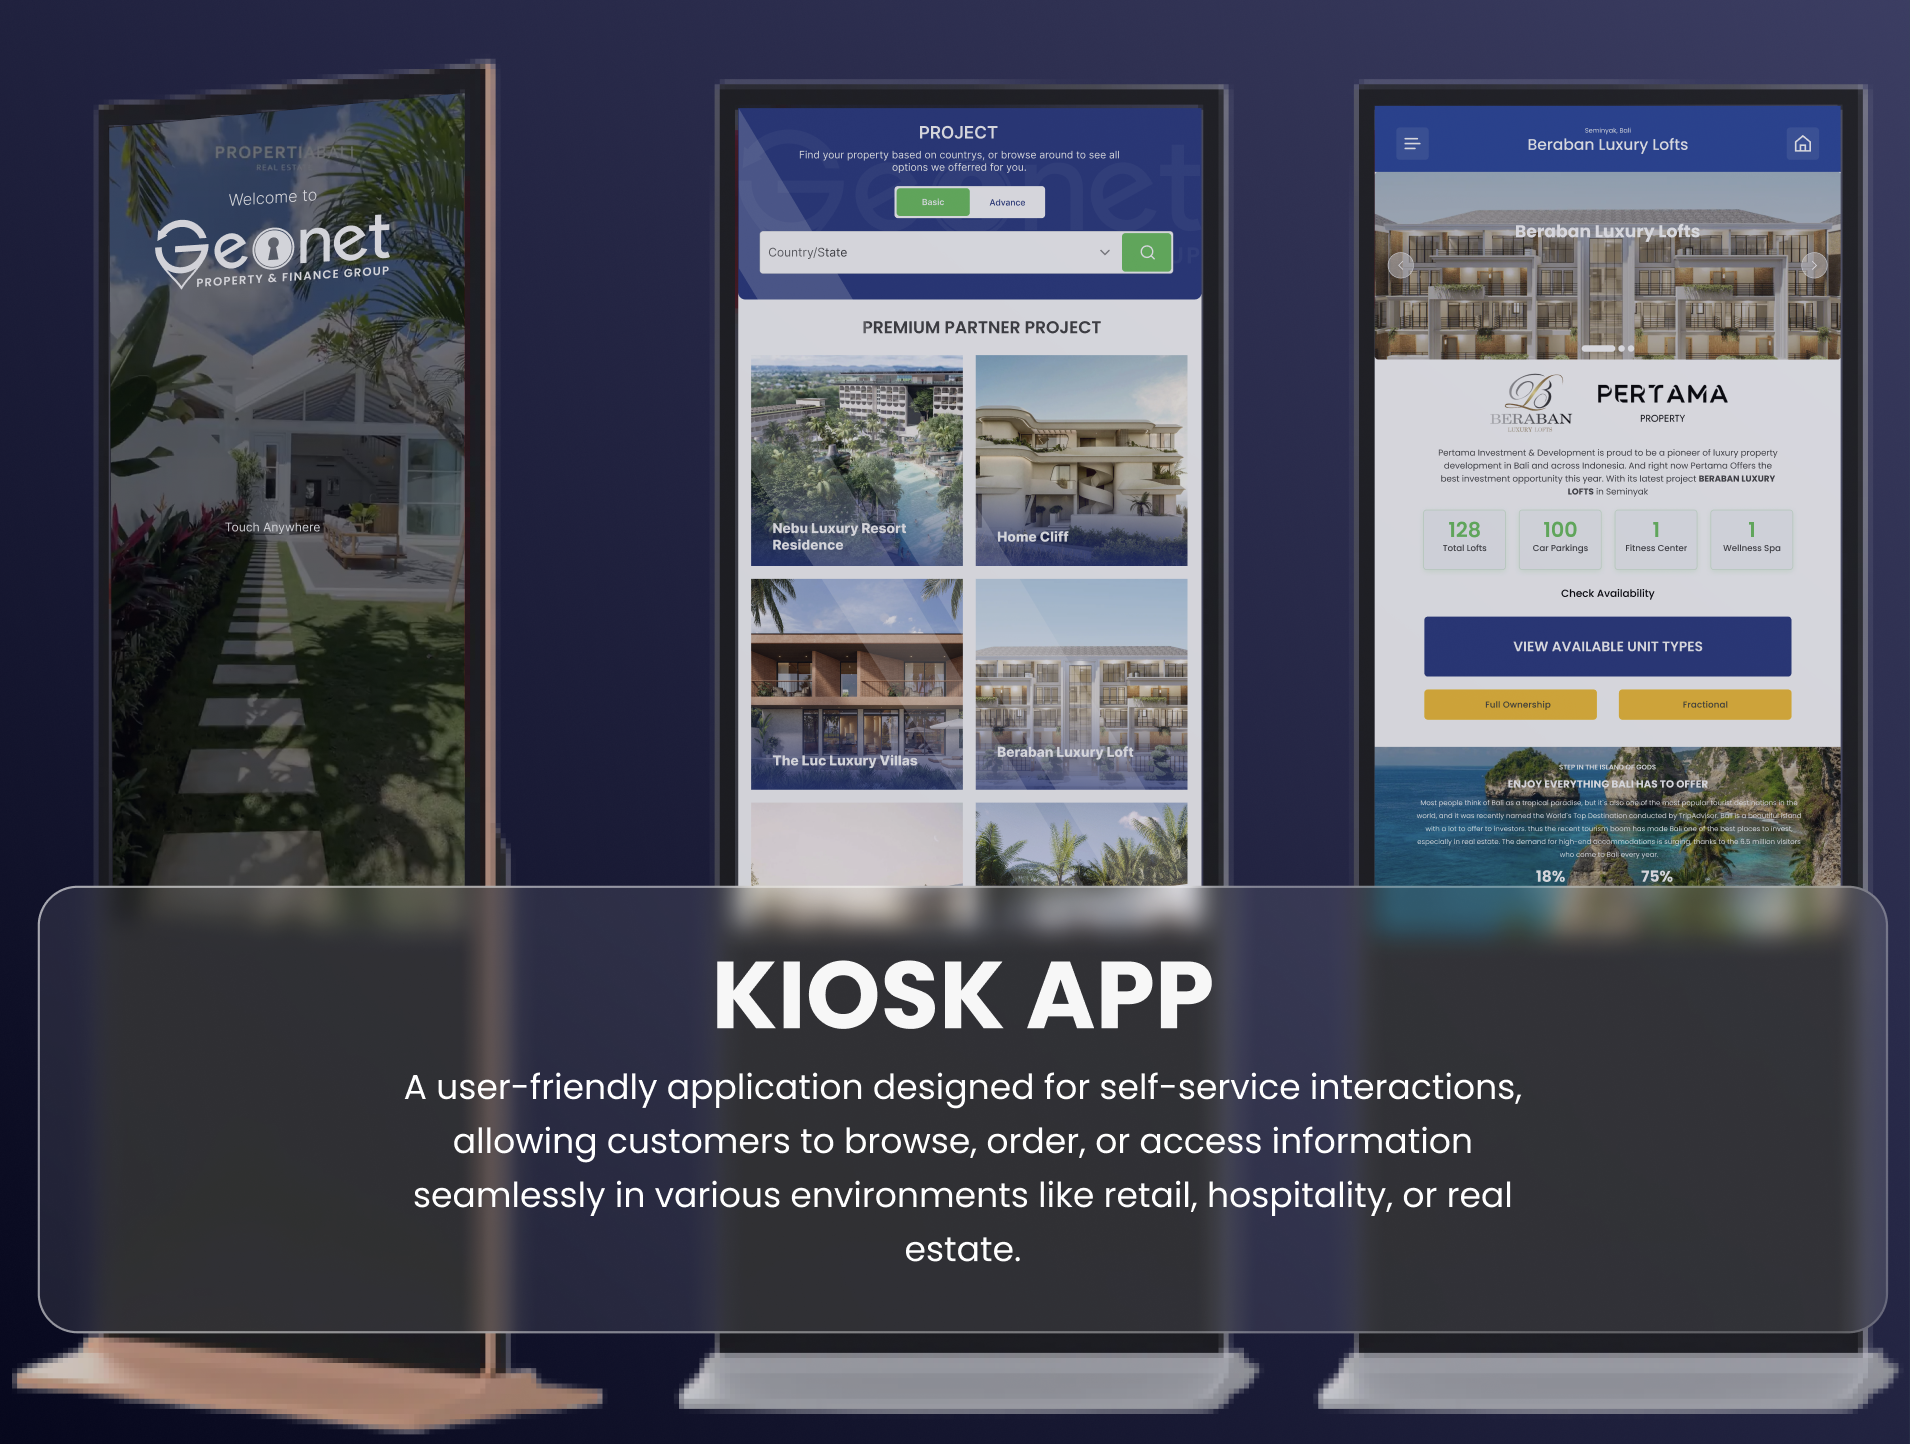 PROPERTIABALI
REAL ESTATE
Welcome to
Geonet
PROPERTY & FINANCE GROUP
Touch Anywhere
PROJECT
Find your property based on countrys, or browse around to see all
options we offerred for you.
Basic
Advance
Country/State
PREMIUM PARTNER PROJECT
Nebu Luxury Resort
Residence
Home Cliff
The Luc Luxury Villas
Beraban Luxury Loft
Seminyak, Bali
Beraban Luxury Lofts
Beraban Luxury Lofts
B
BERABAN
LUXURY LOFTS
PERTAMA
PROPERTY
Pertama Investment & Development is proud to be a pioneer of luxury property
development in Bali and across Indonesia. And right now Pertama Offers the
best investment opportunity this year. With its latest project BERABAN LUXURY
LOFTS in Seminyak
128
Total Lofts
100
Car Parkings
1
Fitness Center
1
Wellness Spa
Check Availability
VIEW AVAILABLE UNIT TYPES
Full Ownership
Fractional
STEP IN THE ISLAND OF GODS
ENJOY EVERYTHING BALI HAS TO OFFER
Most people think of Bali as a tropical paradise, but it's also one of the most popular tourist destinations in the
world, and it was recently named the World's Top Destination conducted by TripAdvisor. Bali is a beautiful island
with a lot to offer to investors. thus the recent tourism boom has made Bali one of the best places to invest,
especially in real estate. The demand for high-end accommodations is surging, thanks to the 6.5 million visitors
who come to Bali every year.
18%
75%
KIOSK APP
A user-friendly application designed for self-service interactions,
allowing customers to browse, order, or access information
seamlessly in various environments like retail, hospitality, or real
estate.